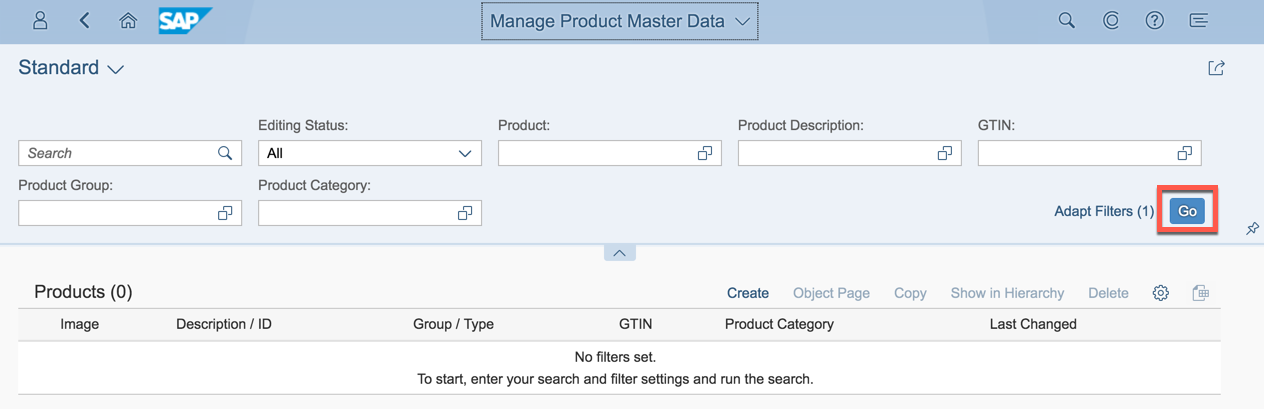 SAP Manage Product Master Data
Standard
Editing Status: Product: Product Description: GTIN:
Search All
Product Group: Product Category:
Adapt Filters (1) Go
Products (0) Create Object Page Copy Show in Hierarchy Delete
Image Description / ID Group / Type GTIN Product Category Last Changed
No filters set.
To start, enter your search and filter settings and run the search.